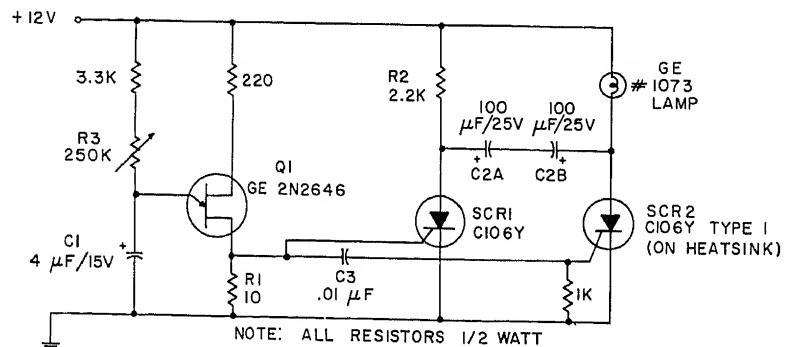 +12V
3.3K
220
R2
2.2K
GE
#1073
LAMP
100
µF/25V
100
µF/25V
R3
250K
Q1
GE 2N2646
+
C2A
C2B
+
SCR1
C106Y
SCR2
C106Y TYPE 1
(ON HEATSINK)
C1
4 µF/15V
+
R1
10
C3
.01 µF
1K
NOTE: ALL RESISTORS 1/2 WATT